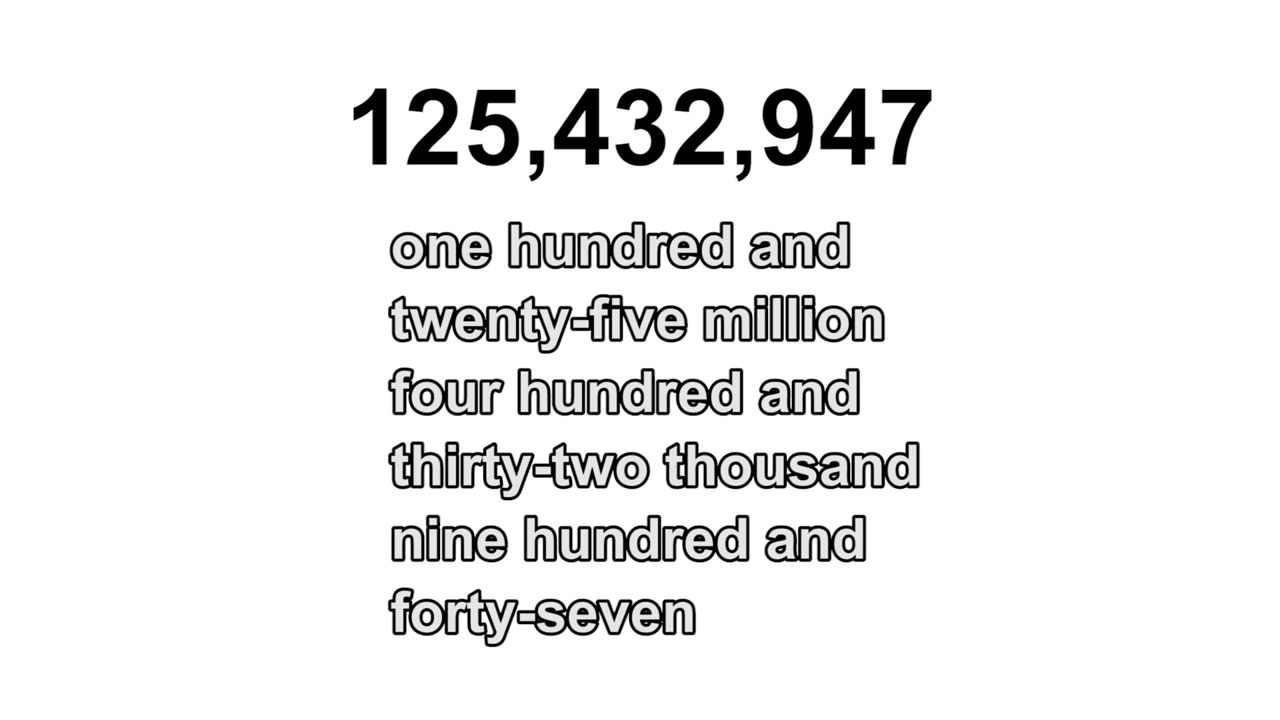 125,432,947
one hundred and
twenty-five million
four hundred and
thirty-two thousand
nine hundred and
forty-seven